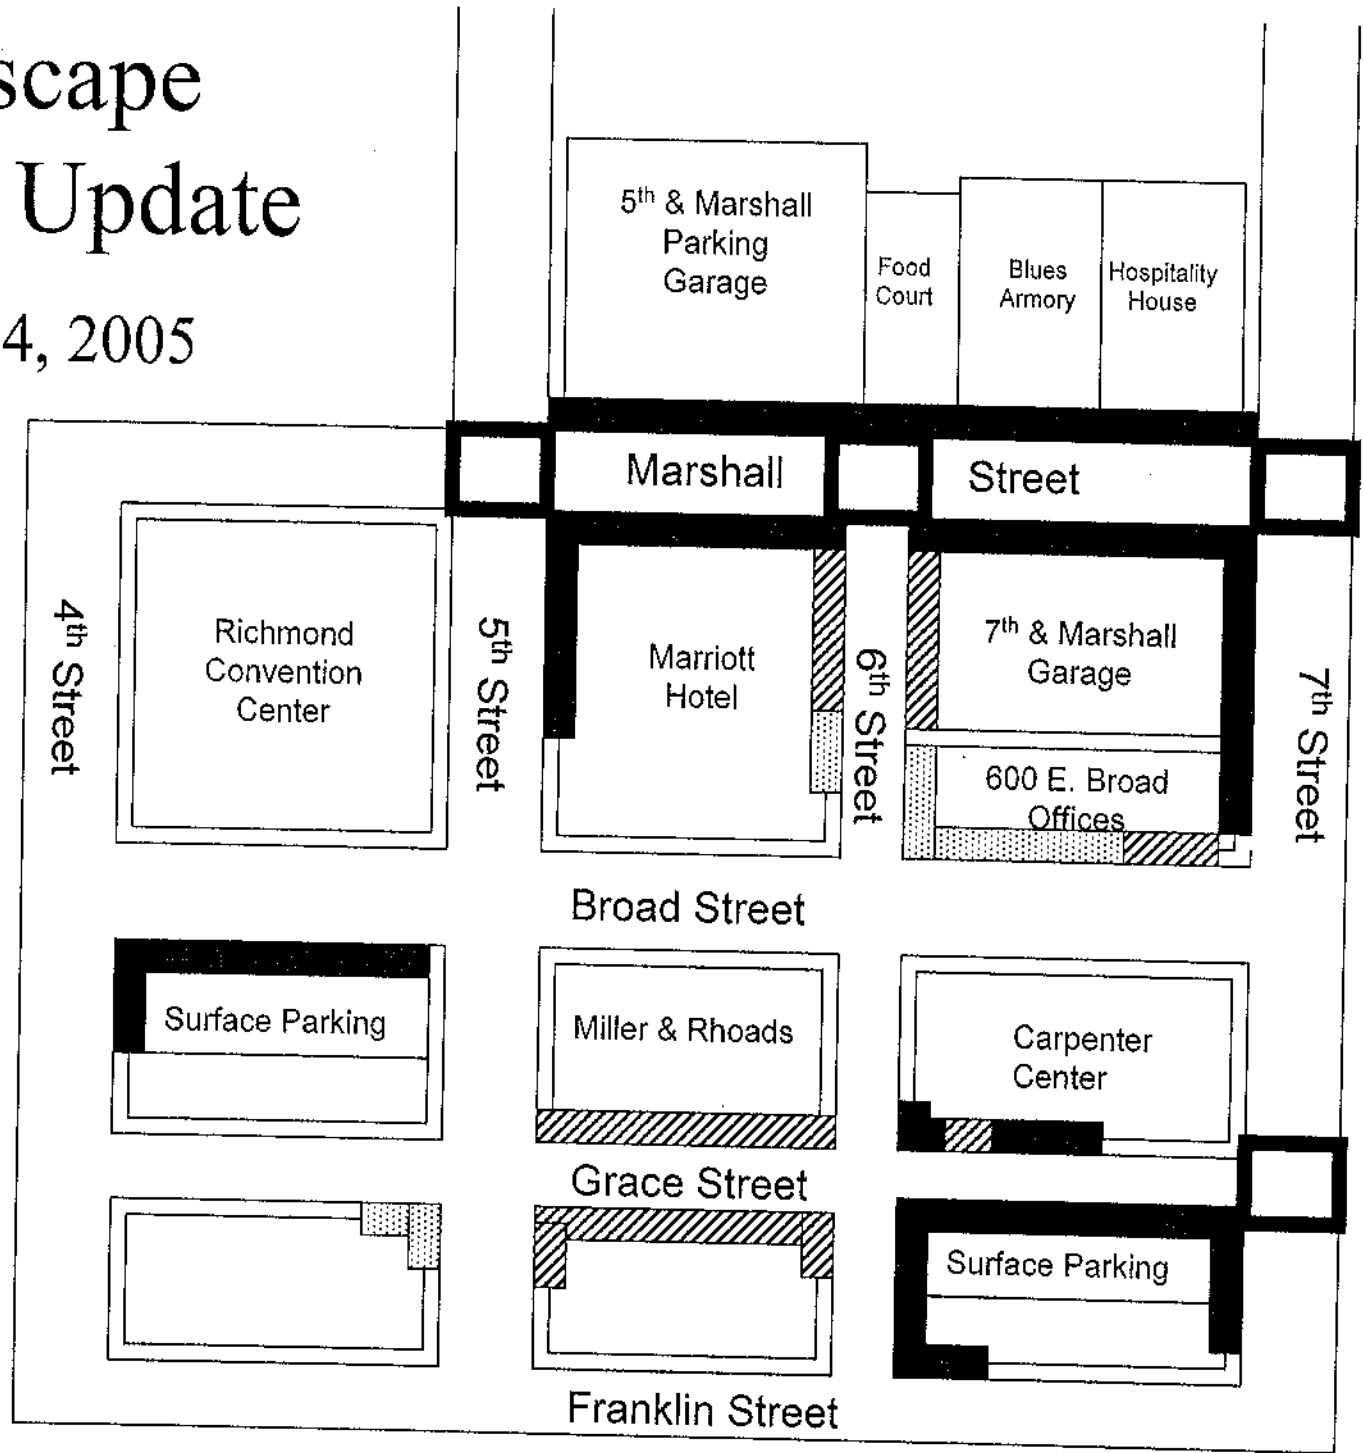 scape
Update
4, 2005
5th & Marshall
Parking
Garage
Food
Court
Blues
Armory
Hospitality
House
Marshall Street
4th Street
Richmond
Convention
Center
5th Street
Marriott
Hotel
6th Street
7th & Marshall
Garage
600 E. Broad
Offices
7th Street
Broad Street
Surface Parking
Miller & Rhoads
Carpenter
Center
Grace Street
Surface Parking
Franklin Street